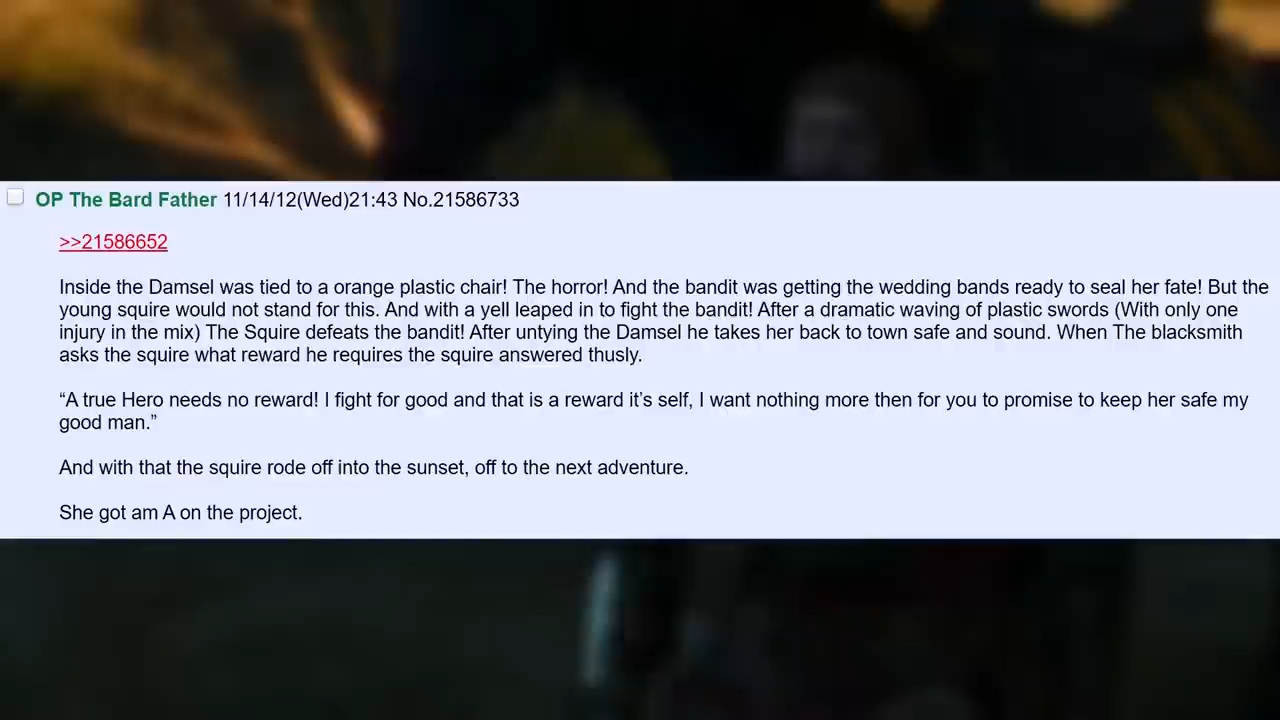 OP The Bard Father 11/14/12(Wed)21:43 No.21586733
>>21586652
Inside the Damsel was tied to a orange plastic chair! The horror! And the bandit was getting the wedding bands ready to seal her fate! But the
young squire would not stand for this. And with a yell leaped in to fight the bandit! After a dramatic waving of plastic swords (With only one
injury in the mix) The Squire defeats the bandit! After untying the Damsel he takes her back to town safe and sound. When The blacksmith
asks the squire what reward he requires the squire answered thusly.
“A true Hero needs no reward! I fight for good and that is a reward it’s self, I want nothing more then for you to promise to keep her safe my
good man.”
And with that the squire rode off into the sunset, off to the next adventure.
She got am A on the project.